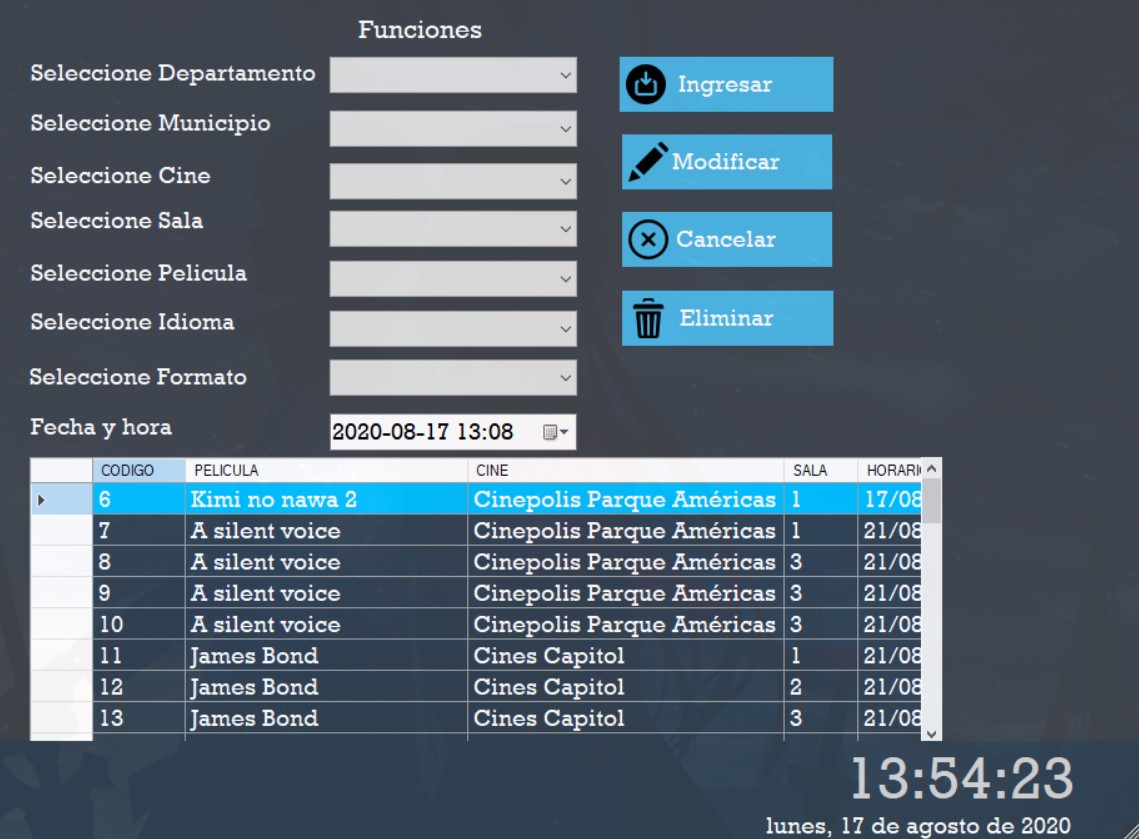 Funciones
Seleccione Departamento
Ingresar
Seleccione Municipio
Modificar
Seleccione Cine
Seleccione Sala
Cancelar
Seleccione Pelicula
Seleccione Idioma
Eliminar
Seleccione Formato
Fecha y hora 2020-08-17 13:08
CODIGO PELICULA CINE SALA HORARI
6 Kimi no nawa 2 Cinepolis Parque Américas 1 17/08
7 A silent voice Cinepolis Parque Américas 1 21/08
8 A silent voice Cinepolis Parque Américas 3 21/08
9 A silent voice Cinepolis Parque Américas 3 21/08
10 A silent voice Cinepolis Parque Américas 3 21/08
11 James Bond Cines Capitol 1 21/08
12 James Bond Cines Capitol 2 21/08
13 James Bond Cines Capitol 3 21/08
13:54:23
lunes, 17 de agosto de 2020